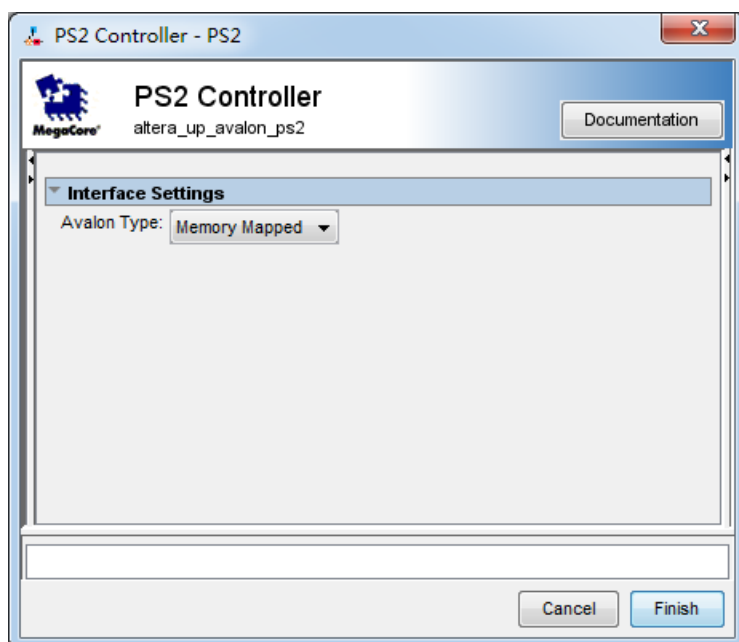 PS2 Controller - PS2
MegaCore®
PS2 Controller
altera_up_avalon_ps2
Documentation
Interface Settings
Avalon Type: Memory Mapped
Cancel Finish